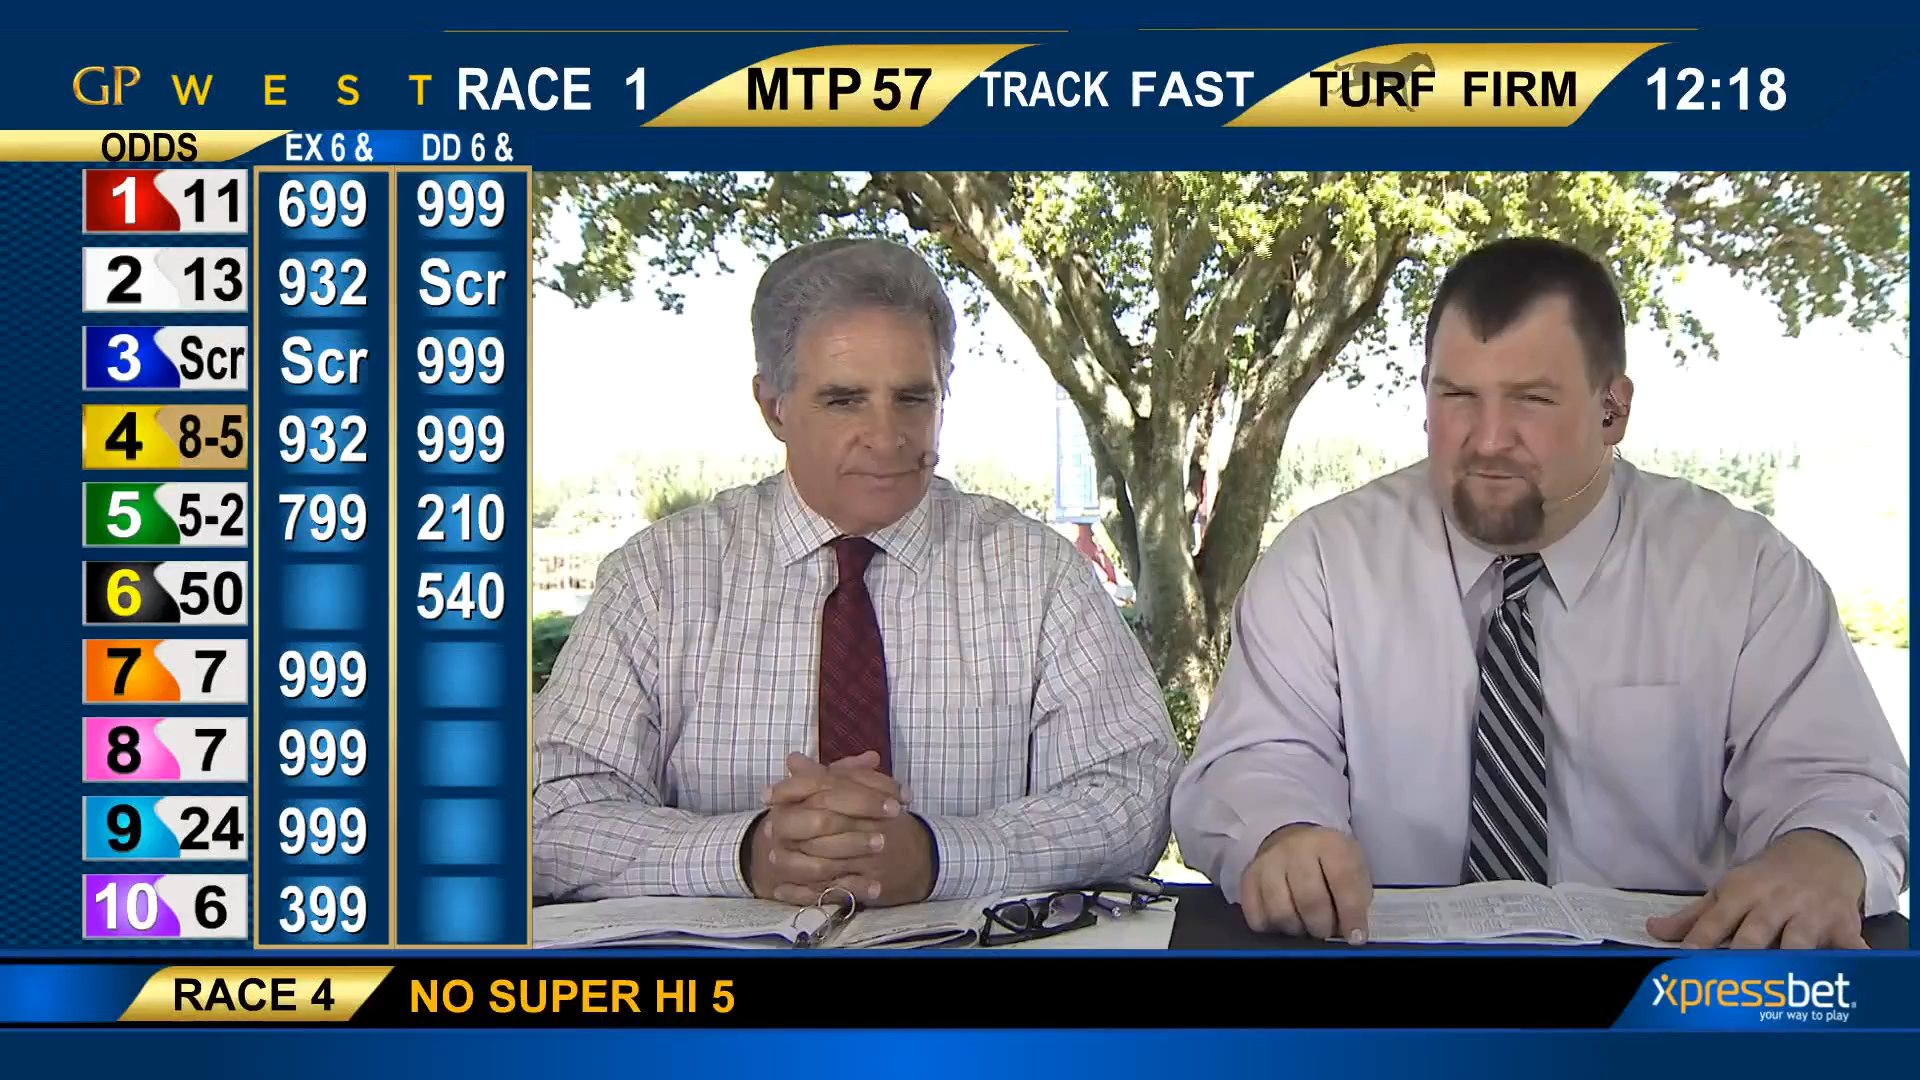 GP WEST RACE 1 MTP 57 TRACK FAST TURF FIRM 12:18
ODDS EX 6 & DD 6 &
1 11 699 999
2 13 932 Scr
3 Scr Scr 999
4 8-5 932 999
5 5-2 799 210
6 50 540
7 7 999
8 7 999
9 24 999
10 6 399
RACE 4 NO SUPER HI 5
xpressbet
your way to play